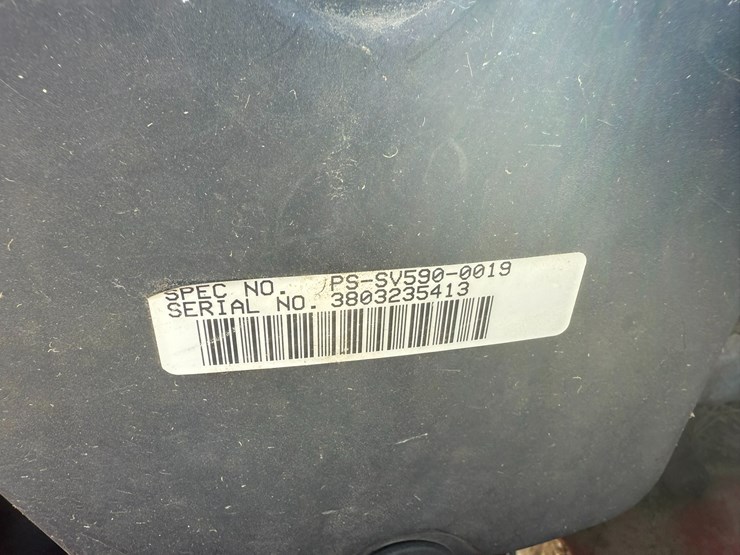 SPEC NO. PS-SV590-0019
SERIAL NO. 3803235413